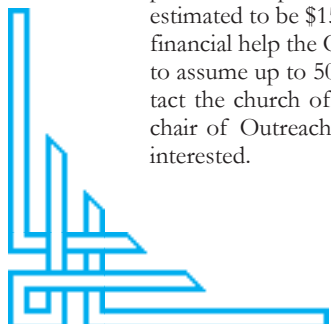 estimated to be $15
financial help the O
to assume up to 50
tact the church of
chair of Outreach
interested.